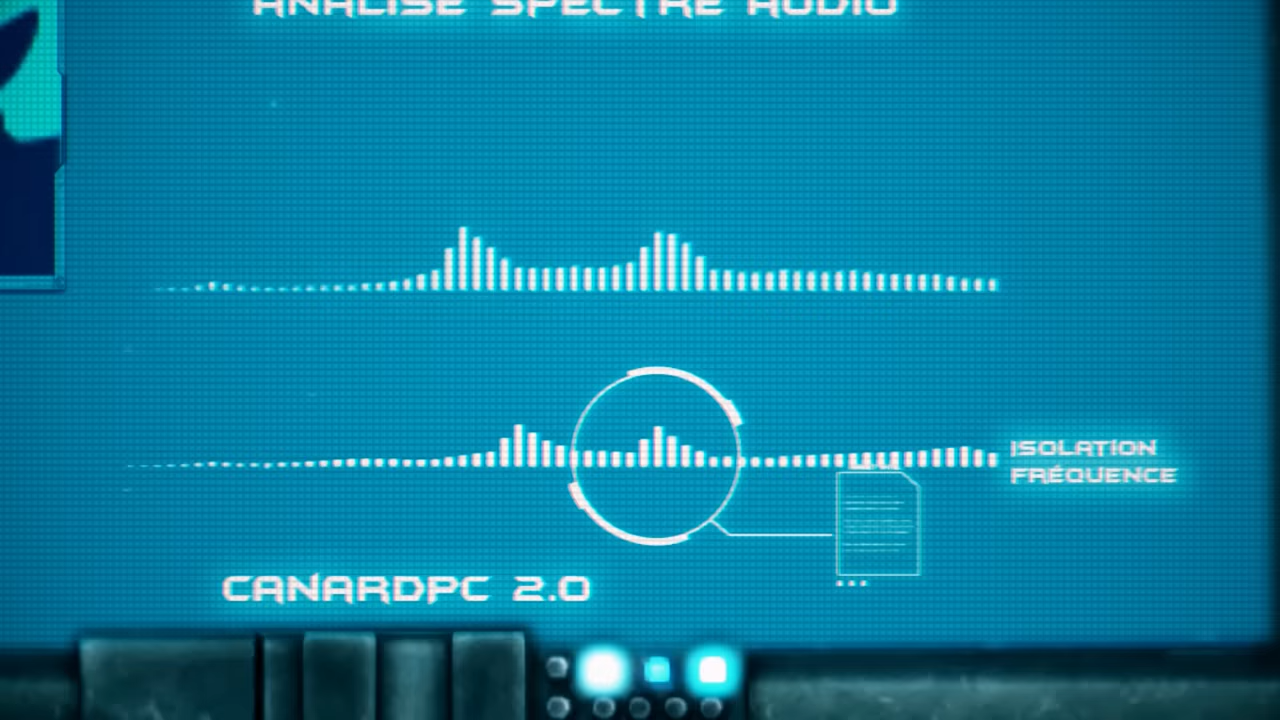 ANALISE SPECTRE AUDIO
ISOLATION
FRÉQUENCE
CANARDPC 2.0